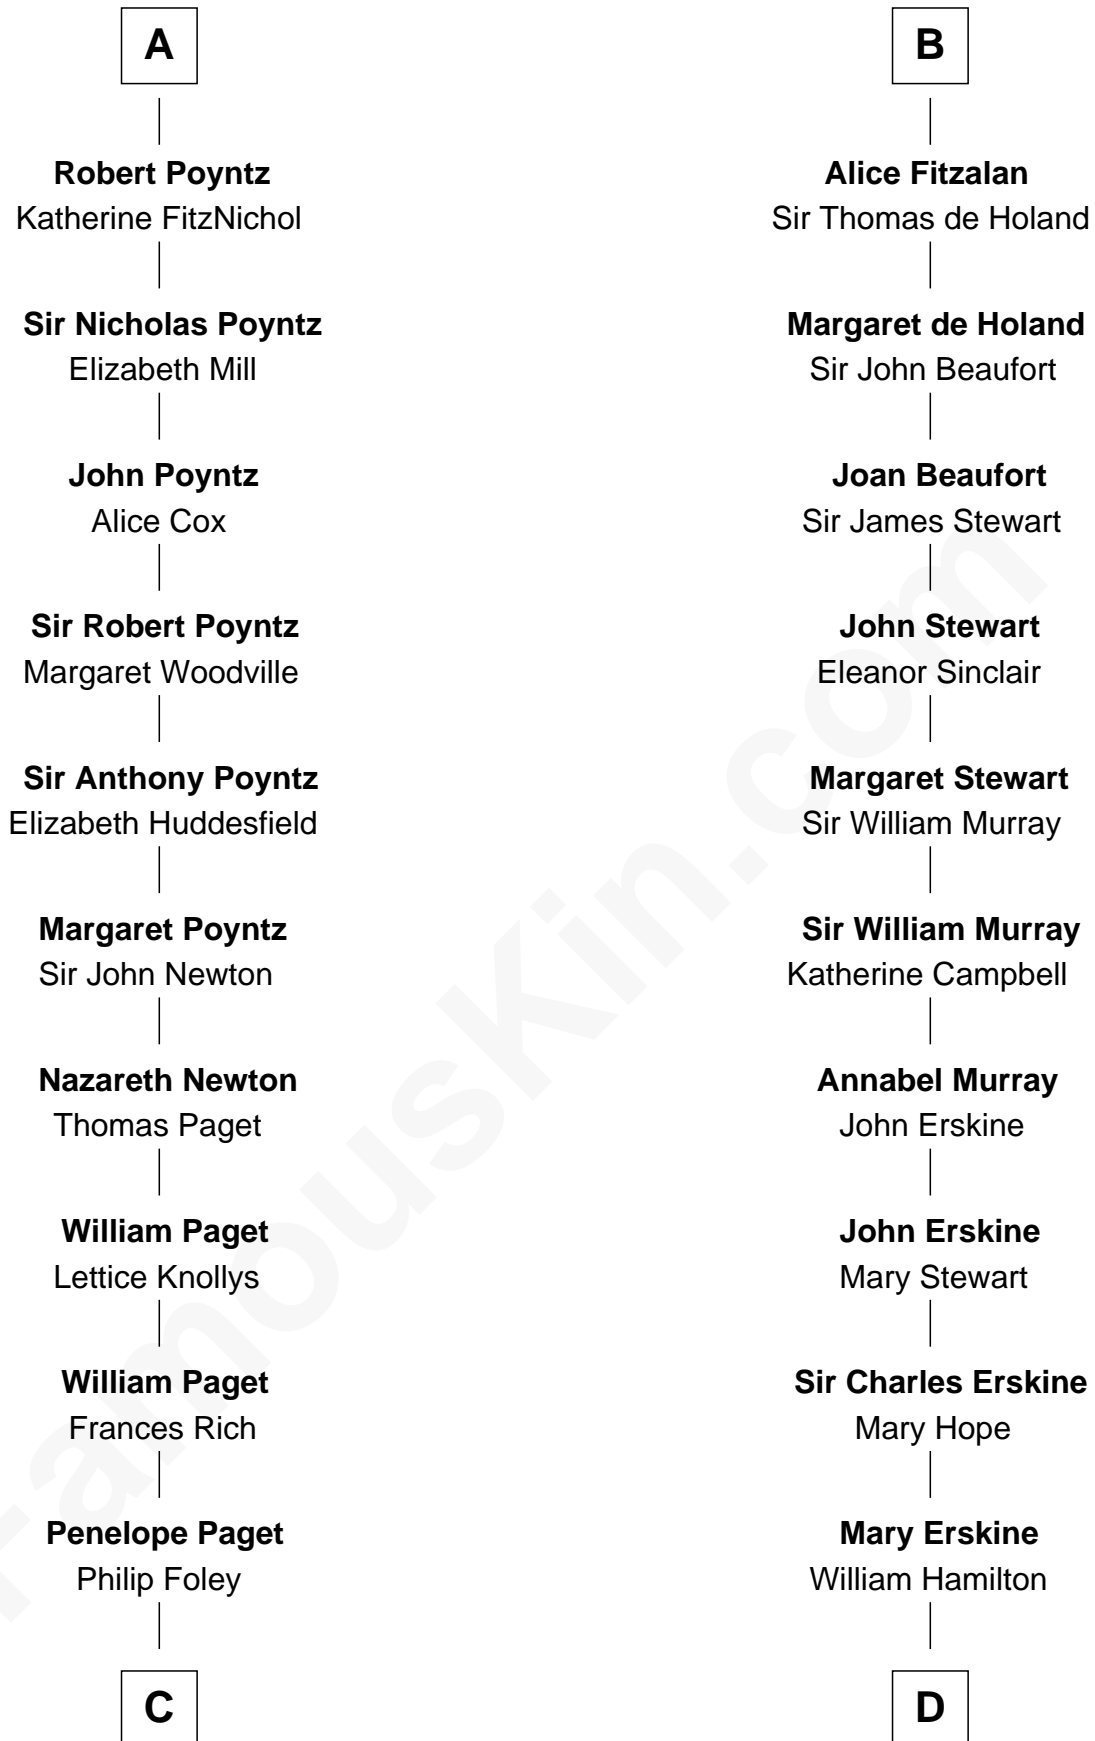 A
Robert Poyntz
Katherine FitzNichol
Sir Nicholas Poyntz
Elizabeth Mill
John Poyntz
Alice Cox
Sir Robert Poyntz
Margaret Woodville
Sir Anthony Poyntz
Elizabeth Huddesfield
Margaret Poyntz
Sir John Newton
Nazareth Newton
Thomas Paget
William Paget
Lettice Knollys
William Paget
Frances Rich
Penelope Paget
Philip Foley
C
B
Alice Fitzalan
Sir Thomas de Holand
Margaret de Holand
Sir John Beaufort
Joan Beaufort
Sir James Stewart
John Stewart
Eleanor Sinclair
Margaret Stewart
Sir William Murray
Sir William Murray
Katherine Campbell
Annabel Murray
John Erskine
John Erskine
Mary Stewart
Sir Charles Erskine
Mary Hope
Mary Erskine
William Hamilton
D
FamousKin.com